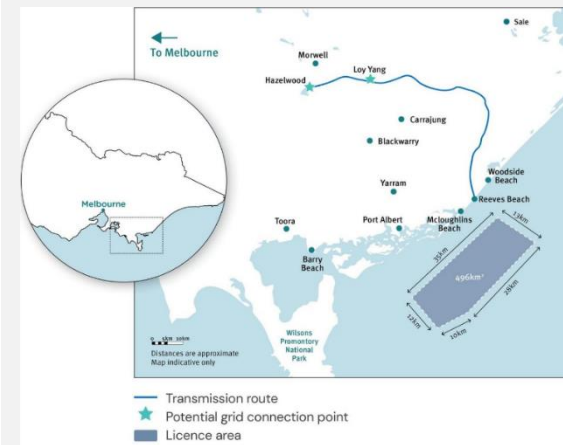 To Melbourne
Sale
Morwell
Hazelwood
Loy Yang
Carrajung
Blackwarry
Melbourne
Yarram
Woodside
Beach
Reeves Beach
Toora
Port Albert
Mcloughlins
Beach
Barry
Beach
13km
35km
496km²
28km
12km
10km
Wilsons
Promontory
National
Park
Distances are approximate
Map indicative only
Transmission route
Potential grid connection point
Licence area